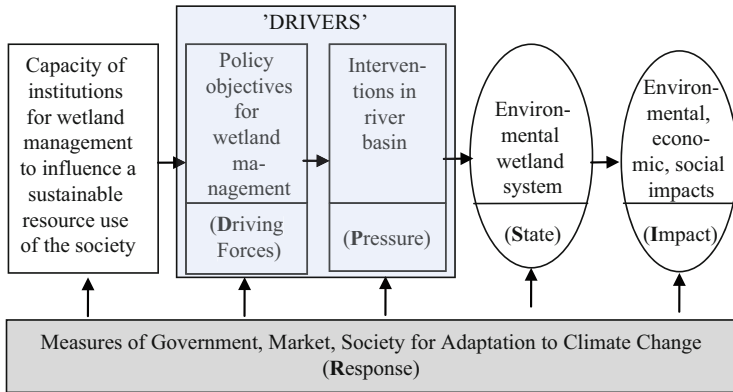 ’DRIVERS’
Capacity of
institutions
for wetland
management
to influence a
sustainable
resource use
of the society
Policy
objectives
for
wetland
ma-
nagement
(Driving
Forces)
Interven-
tions in
river
basin
(Pressure)
Environ-
mental
wetland
system
(State)
Environ-
mental,
econo-
mic, social
impacts
(Impact)
Measures of Government, Market, Society for Adaptation to Climate Change
(Response)